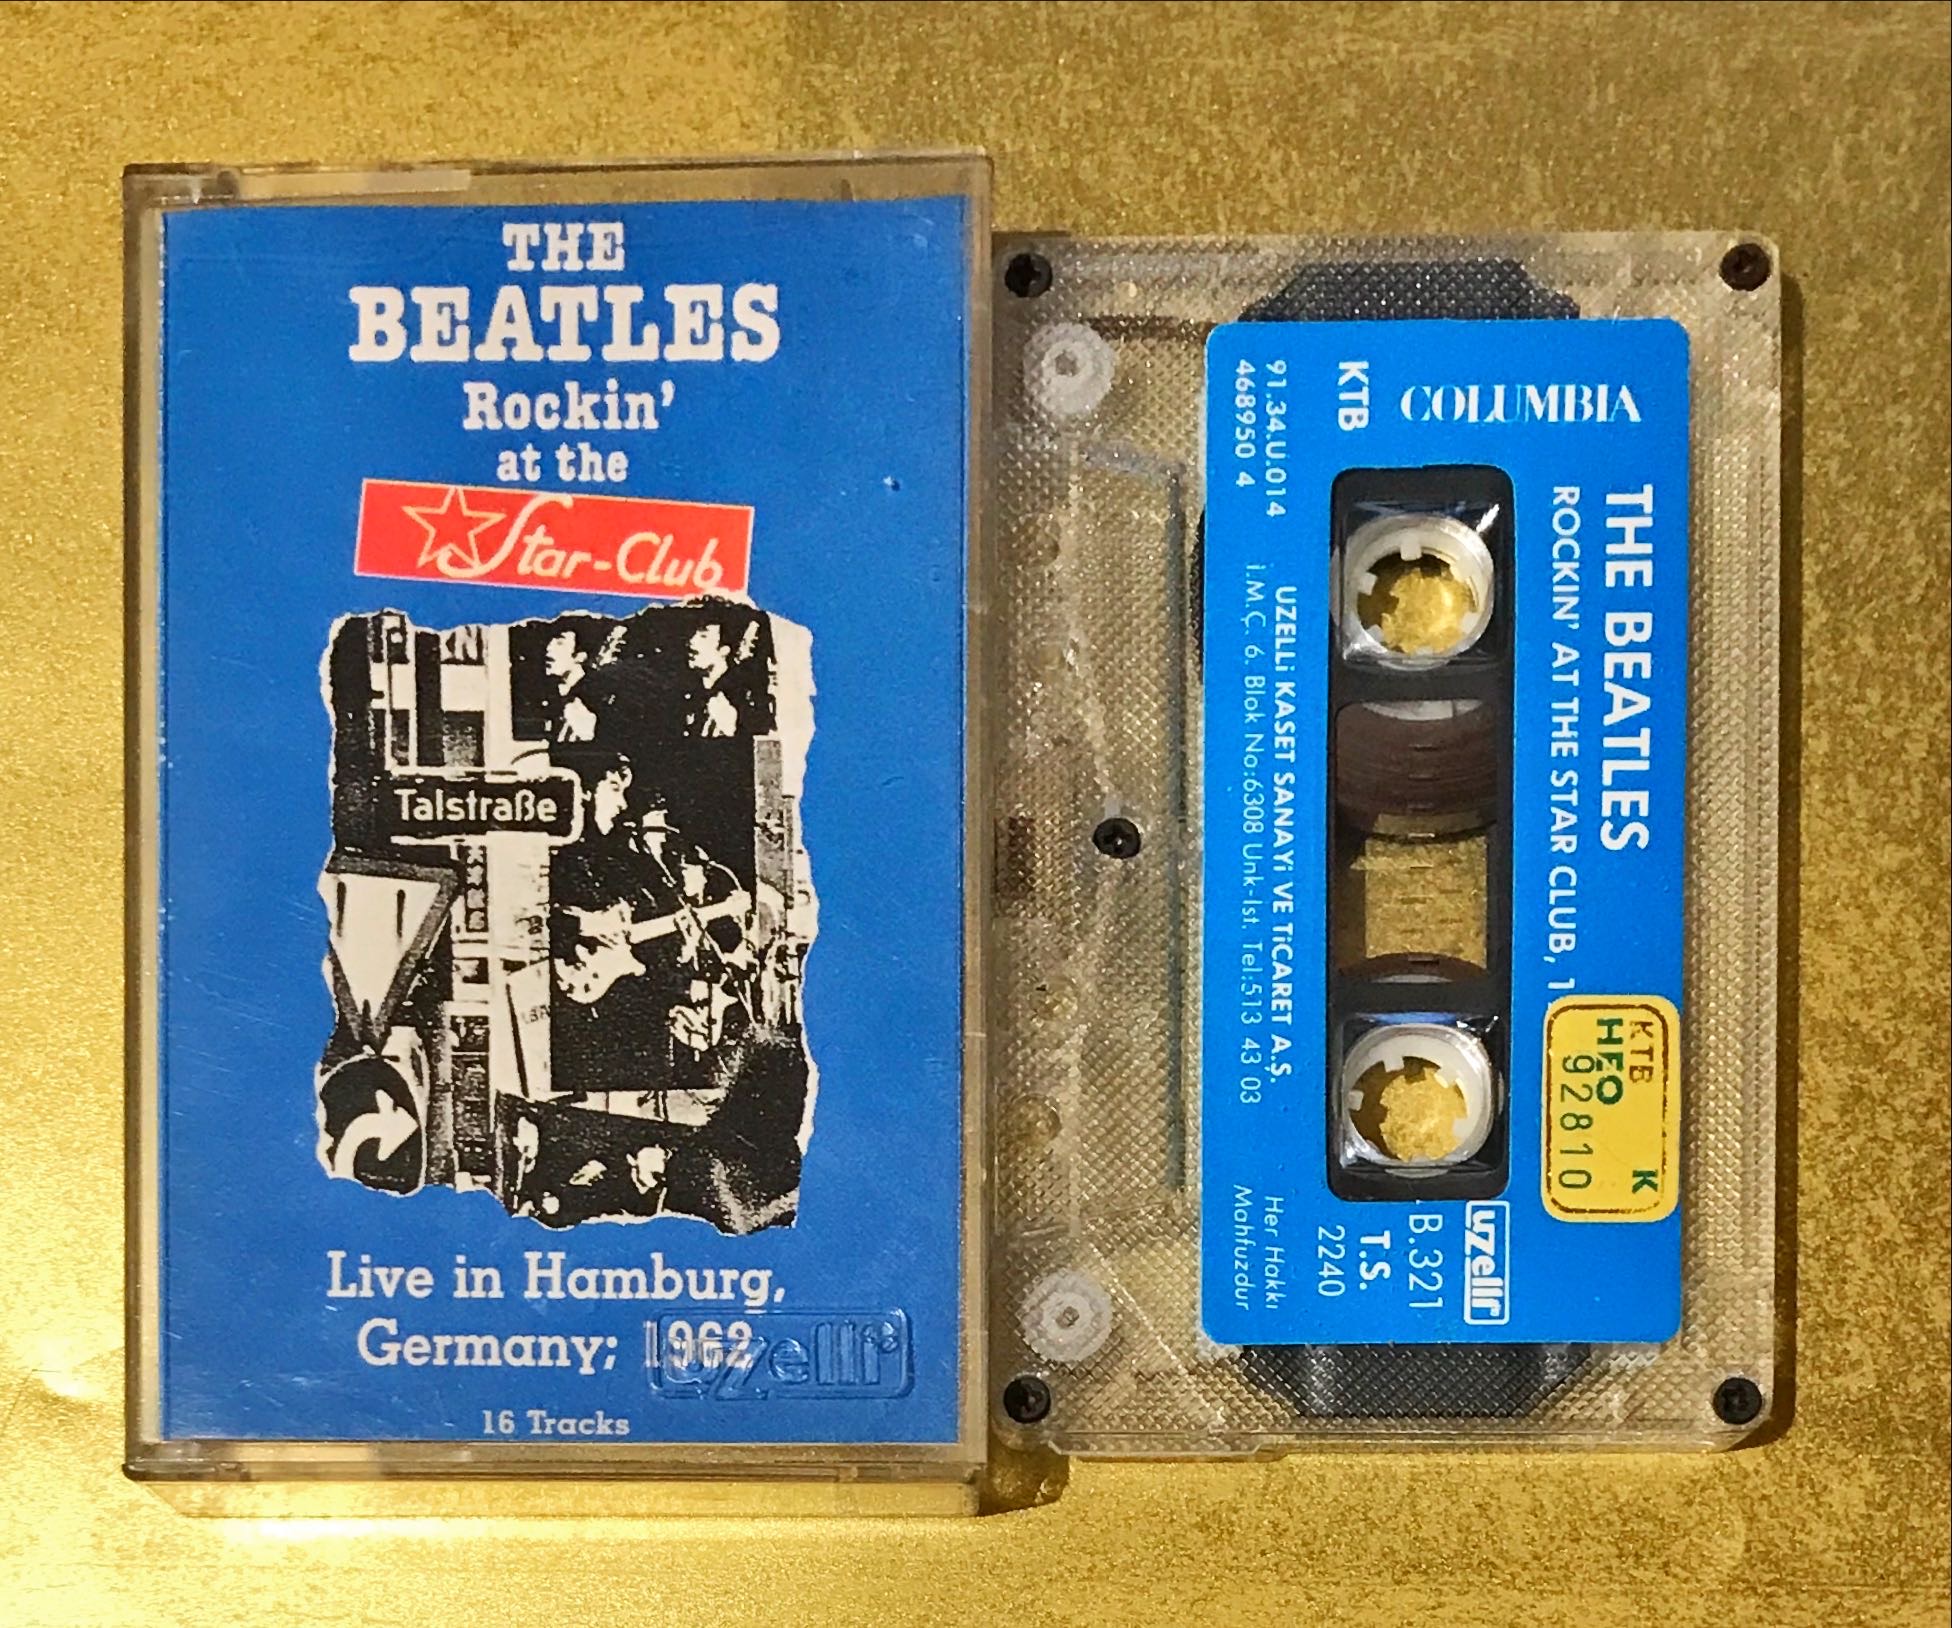 THE
BEATLES
Rockin'
at the
Star-Club
Talstraße
Live in Hamburg,
Germany; 1962
uzelli
16 Tracks
COLUMBIA
KTB
THE BEATLES
ROCKIN' AT THE STAR CLUB, 1
KTB K
HEO
92810
uzelli
B.321
T.S.
2240
91.34.U.014
468950 4
UZELLİ KASET SANAYİ VE TİCARET A.Ş.
İ.M.Ç. 6. Blok No:6308 Unk-İst. Tel:513 43 03
Her Hakkı
Mahfuzdur